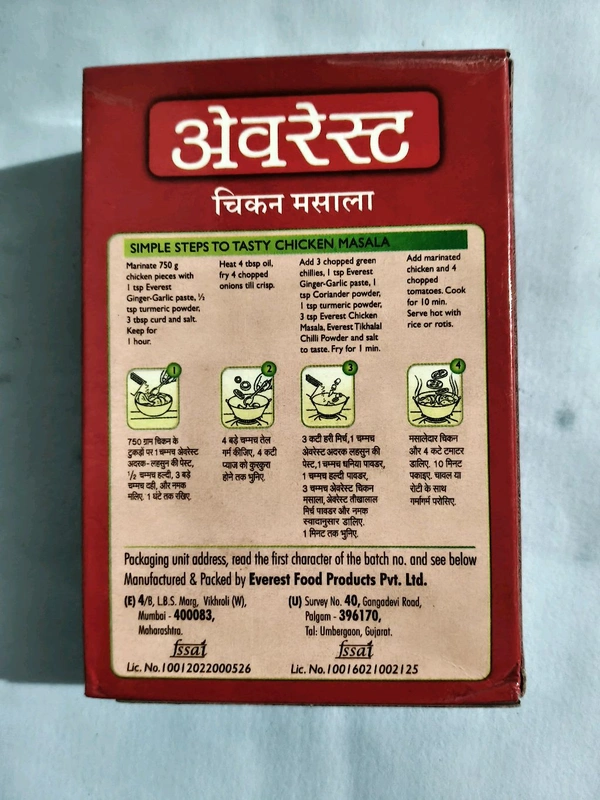 अेवरेस्ट
चिकन मसाला
SIMPLE STEPS TO TASTY CHICKEN MASALA
Marinate 750 g
chicken pieces with
1 tsp Everest
Ginger-Garlic paste, ½
tsp turmeric powder,
3 tbsp curd and salt.
Keep for
1 hour.
Heat 4 tbsp oil,
fry 4 chopped
onions till crisp.
Add 3 chopped green
chillies, 1 tsp Everest
Ginger-Garlic paste, 1
tsp Coriander powder,
1 tsp turmeric powder,
3 tsp Everest Chicken
Masala, Everest Tikhalal
Chilli Powder and salt
to taste. Fry for 1 min.
Add marinated
chicken and 4
chopped
tomatoes. Cook
for 10 min.
Serve hot with
rice or rotis.
1
2
3
4
750 ग्राम चिकन के
टुकड़ों पर 1 चम्मच अेवरेस्ट
अदरक-लहसुन की पेस्ट,
½ चम्मच हल्दी, 3 बड़े
चम्मच दही, और नमक
मलिए. 1 घंटे तक रखिए.
4 बड़े चम्मच तेल
गर्म कीजिए, 4 कटी
प्याज को कुरकुरा
होने तक भुनिए.
3 कटी हरी मिर्च,1 चम्मच
अेवरेस्ट अदरक लहसुन की
पेस्ट,1 चम्मच धनिया पावडर,
1 चम्मच हल्दी पावडर,
3 चम्मच अेवरेस्ट चिकन
मसाला, अेवरेस्ट तीखालाल
मिर्च पावडर और नमक
स्वादानुसार डालिए.
1 मिनट तक भुनिए.
मसालेदार चिकन
और 4 कटे टमाटर
डालिए. 10 मिनट
पकाइए. चावल या
रोटी के साथ
गर्मागर्म परोसिए.
Packaging unit address, read the first character of the batch no. and see below
Manufactured & Packed by Everest Food Products Pvt. Ltd.
(E) 4/B, L.B.S. Marg, Vikhroli (W),
Mumbai - 400083,
Maharashtra.
fssai
Lic. No.10012022000526
(U) Survey No. 40, Gangadevi Road,
Palgam - 396170,
Tal: Umbergaon, Gujarat.
fssai
Lic. No.10016021002125